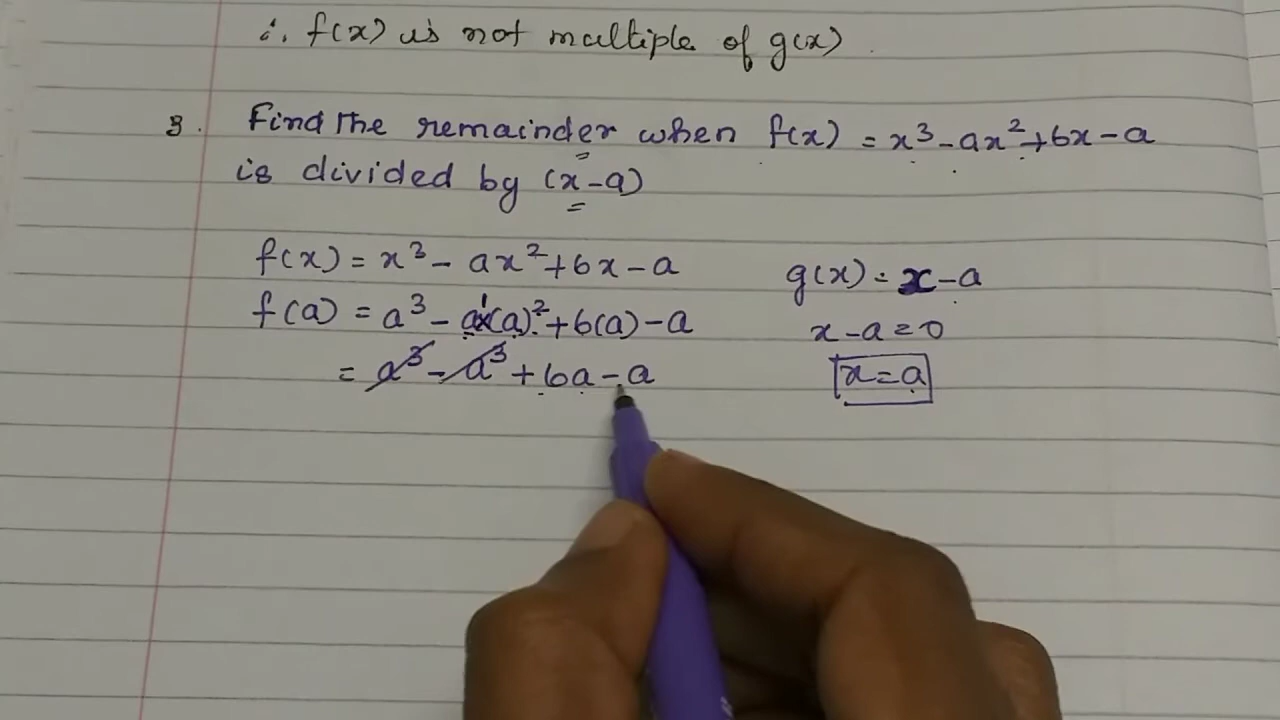 ∴ f(x) is not multiple of g(x).
3. Find the remainder when f(x) = x³ - ax² + 6x - a
is divided by (x - a)
f(x) = x³ - ax² + 6x - a
g(x) = x - a
f(a) = a³ - a(a)² + 6(a) - a
x - a = 0
= a³ - a³ + 6a - a
x = a